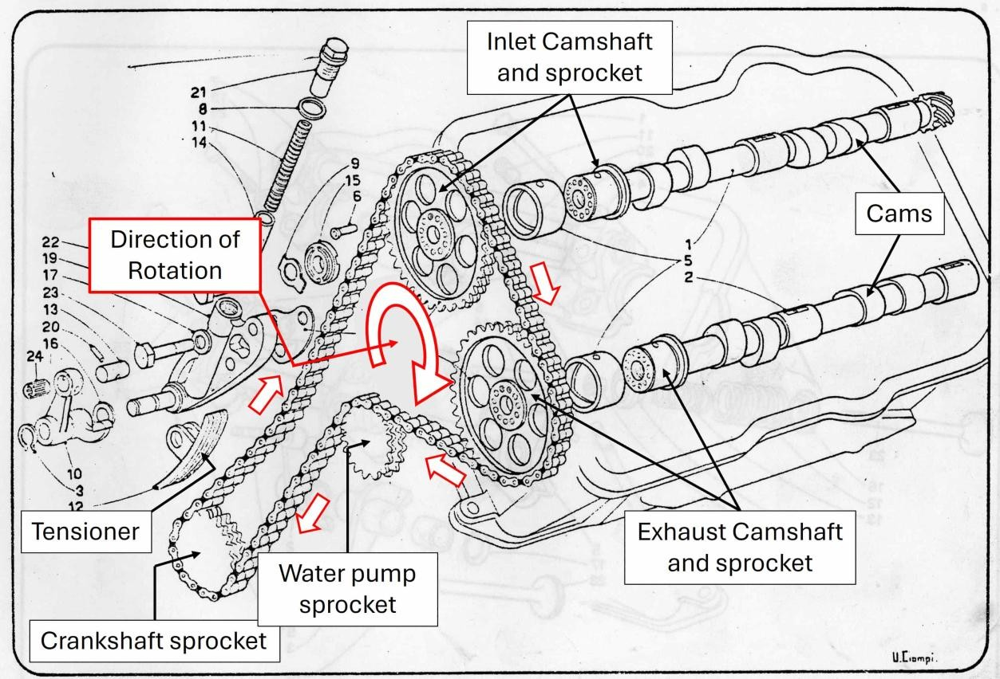 Inlet Camshaft
and sprocket
21
8
11
14
9
15
6
Cams
Direction of
Rotation
22
19
17
23
13
20
16
24
1
5
2
10
3
12
Tensioner
Exhaust Camshaft
and sprocket
Water pump
sprocket
Crankshaft sprocket
U.Ciampi.